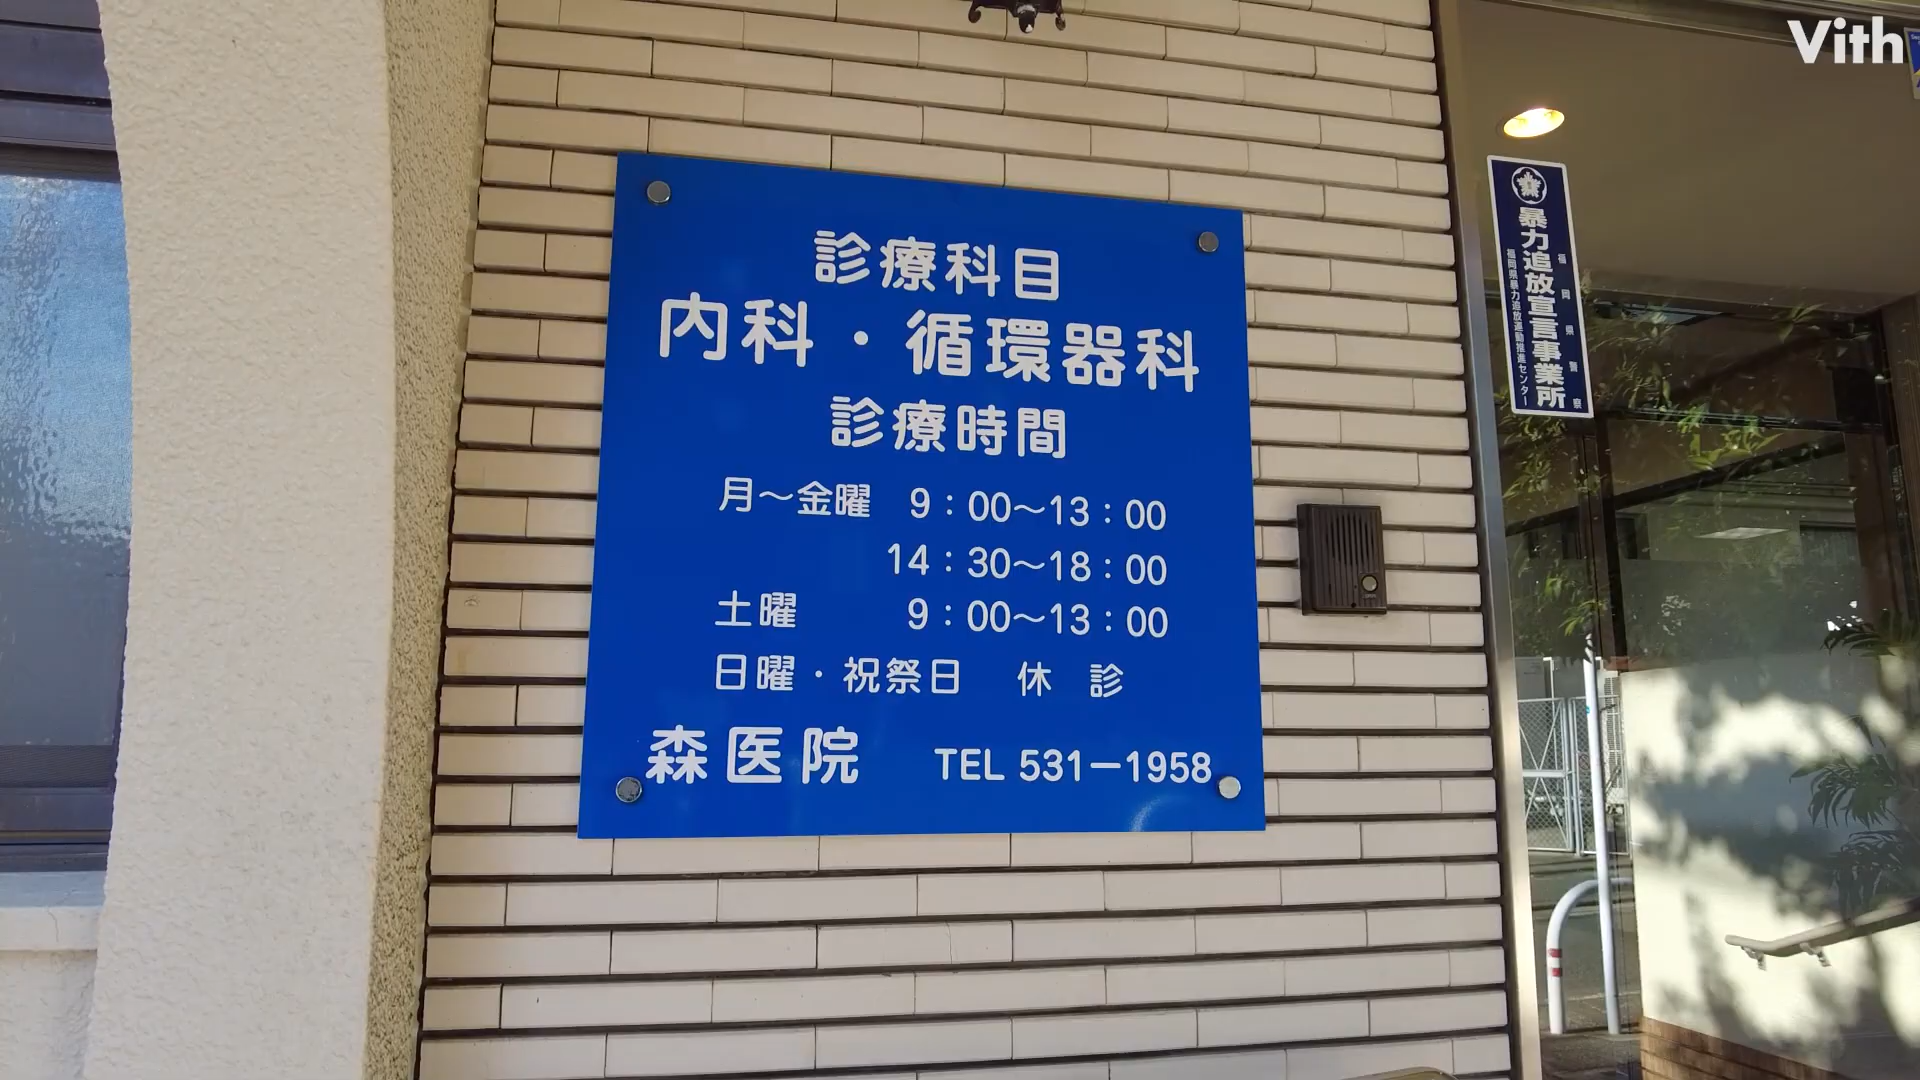 診療科目
内科・循環器科
診療時間
月～金曜 9：00～13：00
14：30～18：00
土曜 9：00～13：00
日曜・祝祭日 休 診
森医院 TEL 531－1958
暴力追放宣言事業所
福岡県警察
福岡県暴力追放運動推進センター
Vith